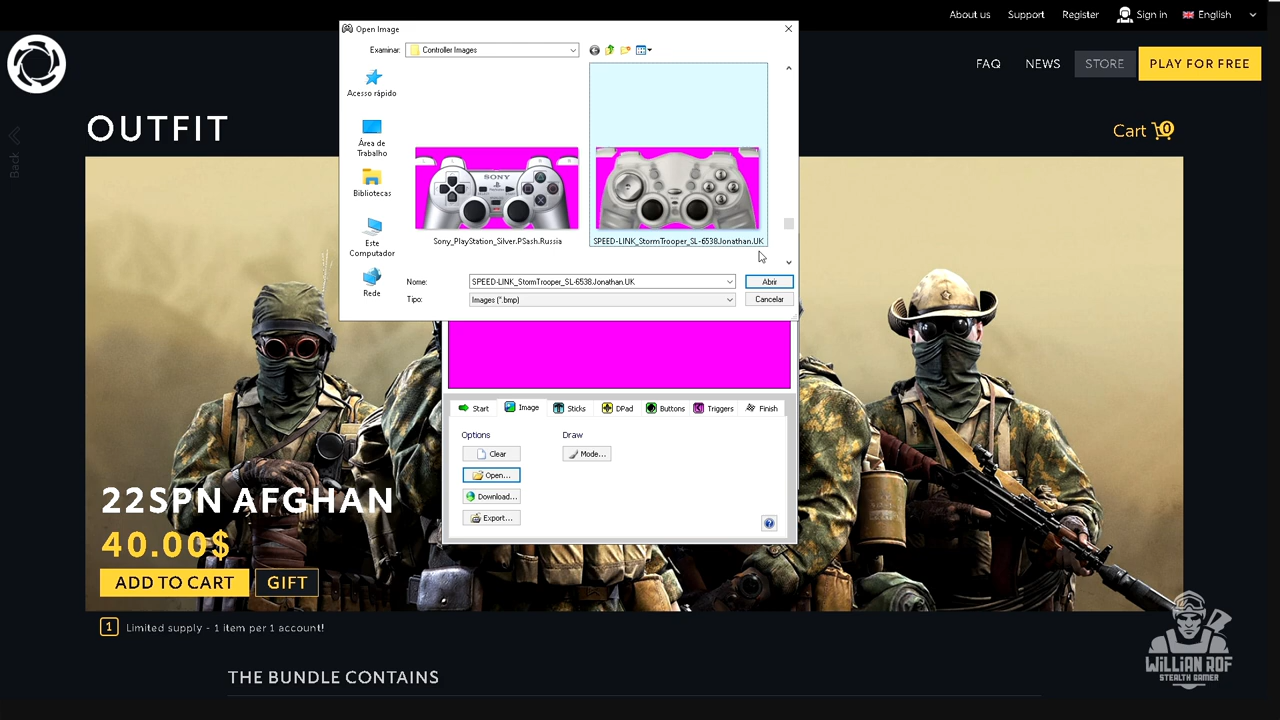 About us
Support
Register
Sign in
English
FAQ
NEWS
STORE
PLAY FOR FREE
Back
OUTFIT
Cart
0
Open Image
Examinar:
Controller Images
Acesso rápido
Área de
Trabalho
Bibliotecas
Este
Computador
Rede
SONY
Sony_PlayStation_Silver.PSash.Russia
SPEED-LINK_StormTrooper_SL-6538.Jonathan.UK
Nome:
SPEED-LINK_StormTrooper_SL-6538.Jonathan.UK
Abrir
Tipo:
Images (*.bmp)
Cancelar
Start
Image
Sticks
DPad
Buttons
Triggers
Finish
Options
Draw
Clear
Mode...
Open...
Download...
Export...
22SPN AFGHAN
40.00$
ADD TO CART
GIFT
1
Limited supply - 1 item per 1 account!
THE BUNDLE CONTAINS
WILLIAN ROF
STEALTH GAMER